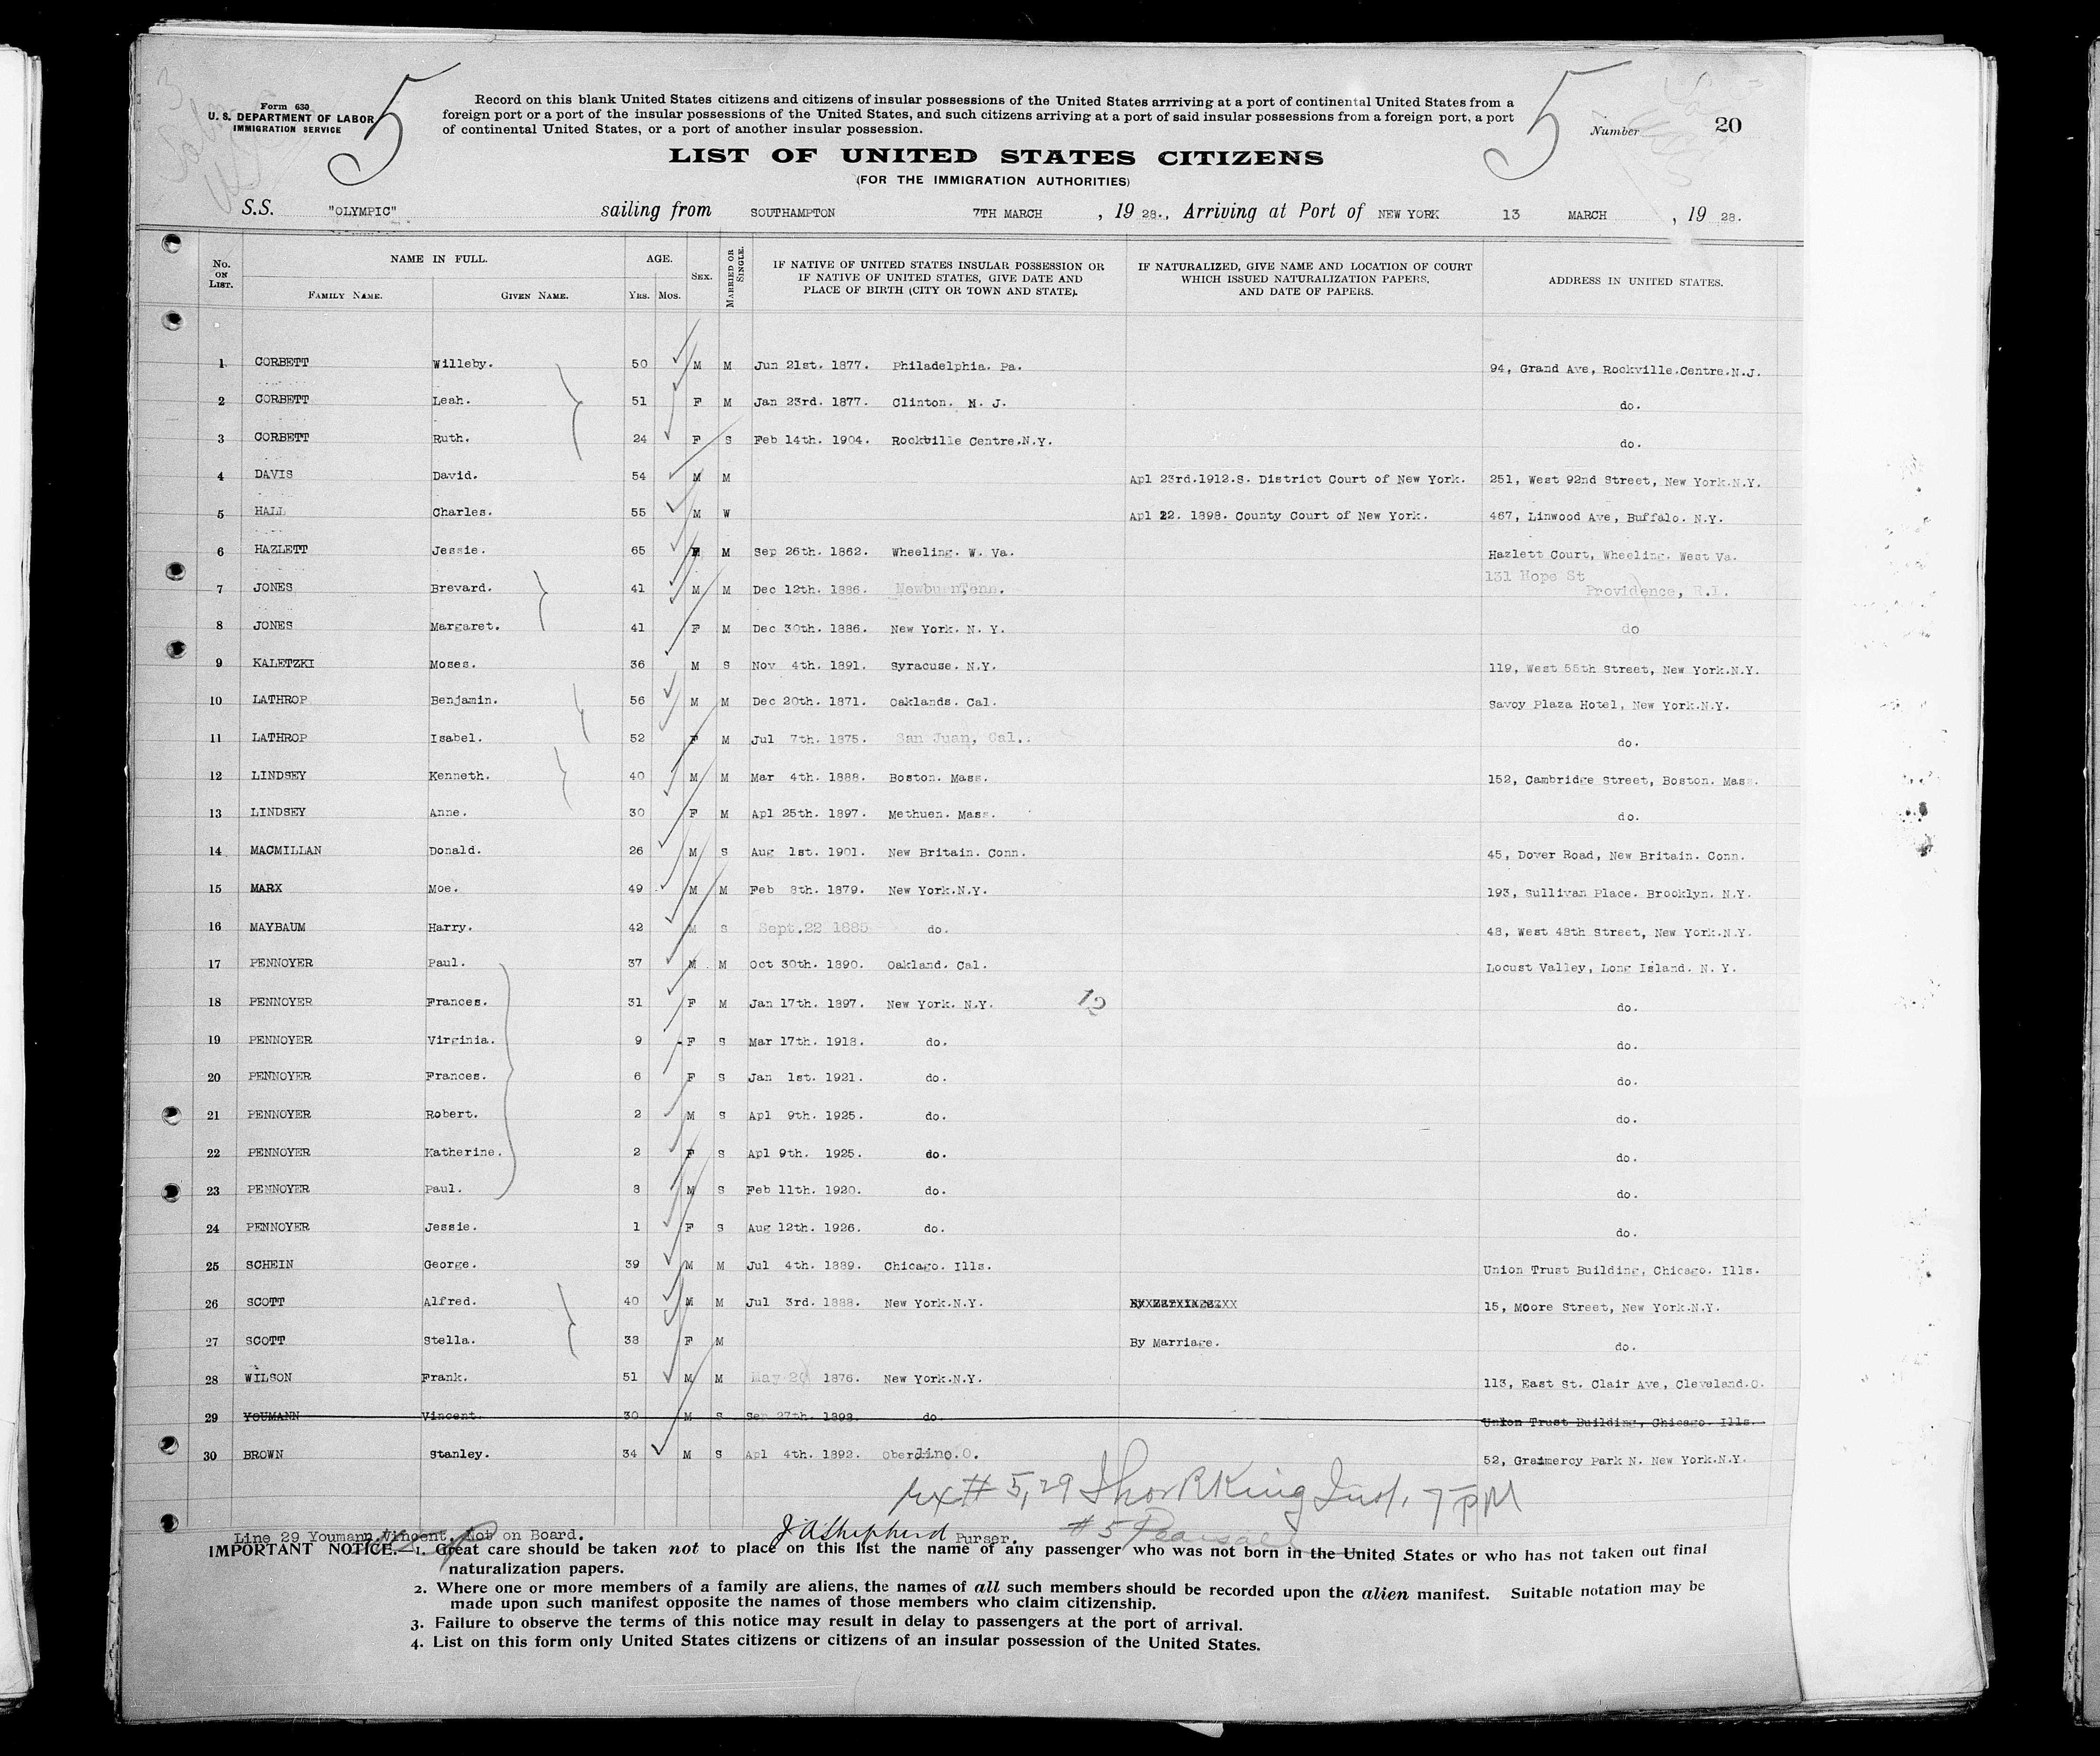 Form 630
U. S. DEPARTMENT OF LABOR
IMMIGRATION SERVICE
5
Record on this blank United States citizens and citizens of insular possessions of the United States arrriving at a port of continental United States from a
foreign port or a port of the insular possessions of the United States, and such citizens arriving at a port of said insular possessions from a foreign port, a port
of continental United States, or a port of another insular possession.
5
Number 20
LIST OF UNITED STATES CITIZENS
(FOR THE IMMIGRATION AUTHORITIES)
S.S. "OLYMPIC" sailing from SOUTHAMPTON 7TH MARCH , 19 28., Arriving at Port of NEW YORK 13 MARCH , 19 28.
No. ON LIST. NAME IN FULL. FAMILY NAME. GIVEN NAME. AGE. YRS. MOS. SEX. MARRIED OR SINGLE. IF NATIVE OF UNITED STATES INSULAR POSSESSION OR IF NATIVE OF UNITED STATES, GIVE DATE AND PLACE OF BIRTH (CITY OR TOWN AND STATE). IF NATURALIZED, GIVE NAME AND LOCATION OF COURT WHICH ISSUED NATURALIZATION PAPERS, AND DATE OF PAPERS. ADDRESS IN UNITED STATES.
1 CORBETT Willeby. 50 M M Jun 21st. 1877. Philadelphia. Pa. 94, Grand Ave, Rockville.Centre.N.J.
2 CORBETT Leah. 51 F M Jan 23rd. 1877. Clinton. N. J. do.
3 CORBETT Ruth. 24 F S Feb 14th. 1904. Rockville Centre.N.Y. do.
4 DAVIS David. 54 M M Apl 23rd.1912.S. District Court of New York. 251, West 92nd Street, New York.N.Y.
5 HALL Charles. 55 M W Apl 22. 1898. County Court of New York. 467, Linwood Ave, Buffalo. N.Y.
6 HAZLETT Jessie. 65 F M Sep 26th. 1862. Wheeling. W. Va. Hazlett Court, Wheeling. West Va.
7 JONES Brevard. 41 M M Dec 12th. 1886. Newburn Tenn. 131 Hope St Providence, R.I.
8 JONES Margaret. 41 F M Dec 30th. 1886. New York. N. Y. do
9 KALETZKI Moses. 36 M S Nov 4th. 1891. Syracuse. N.Y. 119, West 55th Street, New York.N.Y.
10 LATHROP Benjamin. 56 M M Dec 20th. 1871. Oaklands. Cal. Savoy Plaza Hotel, New York.N.Y.
11 LATHROP Isabel. 52 F M Jul 7th. 1875. San Juan, Cal.. do.
12 LINDSEY Kenneth. 40 M M Mar 4th. 1888. Boston. Mass. 152, Cambridge Street, Boston. Mass.
13 LINDSEY Anne. 30 F M Apl 25th. 1897. Methuen. Mass. do.
14 MACMILLAN Donald. 26 M S Aug 1st. 1901. New Britain. Conn. 45, Dover Road, New Britain. Conn.
15 MARX Moe. 49 M M Feb 8th. 1879. New York.N.Y. 193, Sullivan Place. Brooklyn. N.Y.
16 MAYBAUM Harry. 42 M S Sept.22 1885 do. 48, West 48th Street, New York.N.Y.
17 PENNOYER Paul. 37 M M Oct 30th. 1890. Oakland. Cal. Locust Valley, Long Island. N. Y.
18 PENNOYER Frances. 31 F M Jan 17th. 1897. New York. N.Y. 12 do.
19 PENNOYER Virginia. 9 F S Mar 17th. 1918. do. do.
20 PENNOYER Frances. 6 F S Jan 1st. 1921. do. do.
21 PENNOYER Robert. 2 M S Apl 9th. 1925. do. do.
22 PENNOYER Katherine. 2 F S Apl 9th. 1925. do. do.
23 PENNOYER Paul. 8 M S Feb 11th. 1920. do. do.
24 PENNOYER Jessie. 1 F S Aug 12th. 1926. do. do.
25 SCHEIN George. 39 M M Jul 4th. 1889. Chicago. Ills. Union Trust Building, Chicago. Ills.
26 SCOTT Alfred. 40 M M Jul 3rd. 1888. New York.N.Y. 15, Moore Street, New York.N.Y.
27 SCOTT Stella. 38 F M By Marriage. do.
28 WILSON Frank. 51 M M May 20 1876. New York.N.Y. 113, East St. Clair Ave, Cleveland.O.
29 YOUMANN Vincent. 30 M S Sep 27th. 1898. do. Union Trust Building, Chicago. Ills.
30 BROWN Stanley. 34 M S Apl 4th. 1892. Oberdino.O. 52, Gramercy Park N. New York.N.Y.
# 5, 29 King Insp. 7 PM
Line 29 Youmann.Vincent. Not on Board. J A Shepherd Purser. # 5 Pearsall
IMPORTANT NOTICE.—1. Great care should be taken not to place on this list the name of any passenger who was not born in the United States or who has not taken out final
naturalization papers.
2. Where one or more members of a family are aliens, the names of all such members should be recorded upon the alien manifest. Suitable notation may be
made upon such manifest opposite the names of those members who claim citizenship.
3. Failure to observe the terms of this notice may result in delay to passengers at the port of arrival.
4. List on this form only United States citizens or citizens of an insular possession of the United States.